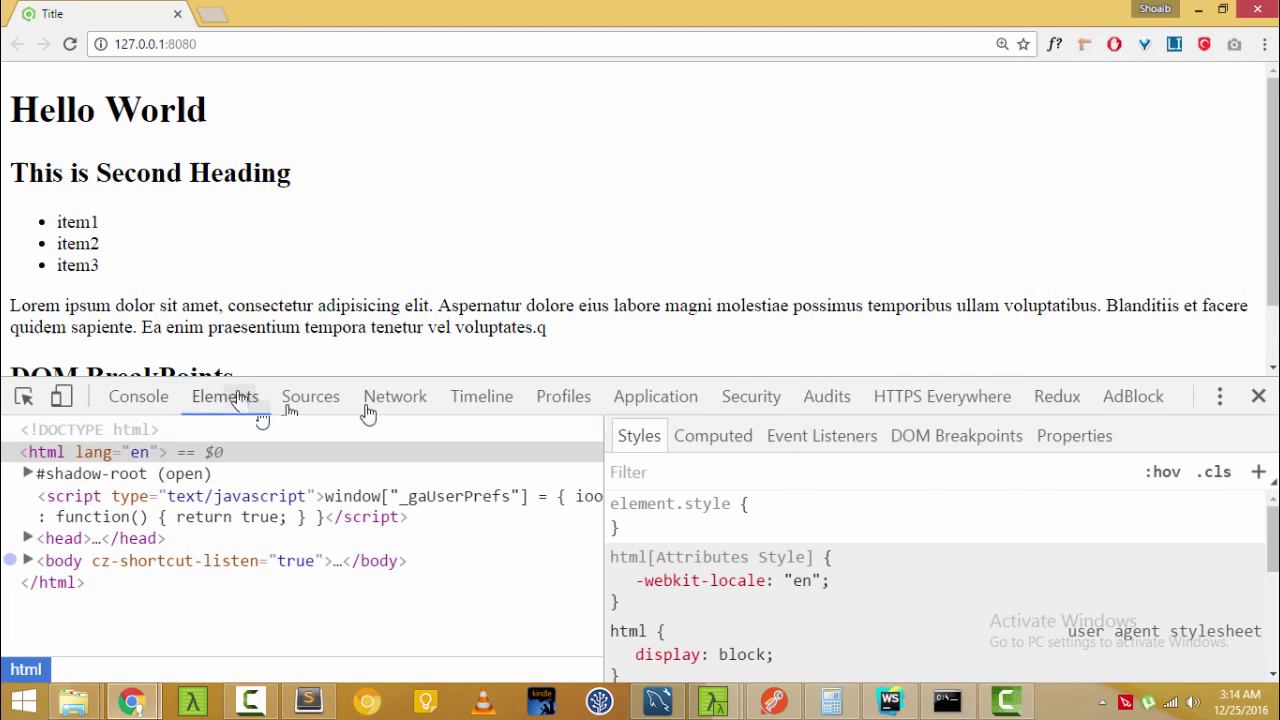 Title
Shoaib
127.0.0.1:8080
f?
LI
Hello World
This is Second Heading
item1
item2
item3
Lorem ipsum dolor sit amet, consectetur adipisicing elit. Aspernatur dolore eius labore magni molestiae possimus temporibus ullam voluptatibus. Blanditiis et facere
quidem sapiente. Ea enim praesentium tempora tenetur vel voluptates.q
DOM BreakPoints
Console Elements Sources Network Timeline Profiles Application Security Audits HTTPS Everywhere Redux AdBlock
<!DOCTYPE html>
<html lang="en"> == $0
#shadow-root (open)
<script type="text/javascript">window["_gaUserPrefs"] = { ioo
: function() { return true; } }</script>
<head>…</head>
<body cz-shortcut-listen="true">…</body>
</html>
html
Styles Computed Event Listeners DOM Breakpoints Properties
Filter :hov .cls +
element.style {
}
html[Attributes Style] {
-webkit-locale: "en";
}
html { user agent stylesheet
display: block;
}
Activate Windows
Go to PC settings to activate Windows.
kindle
WS
3:14 AM
12/25/2016